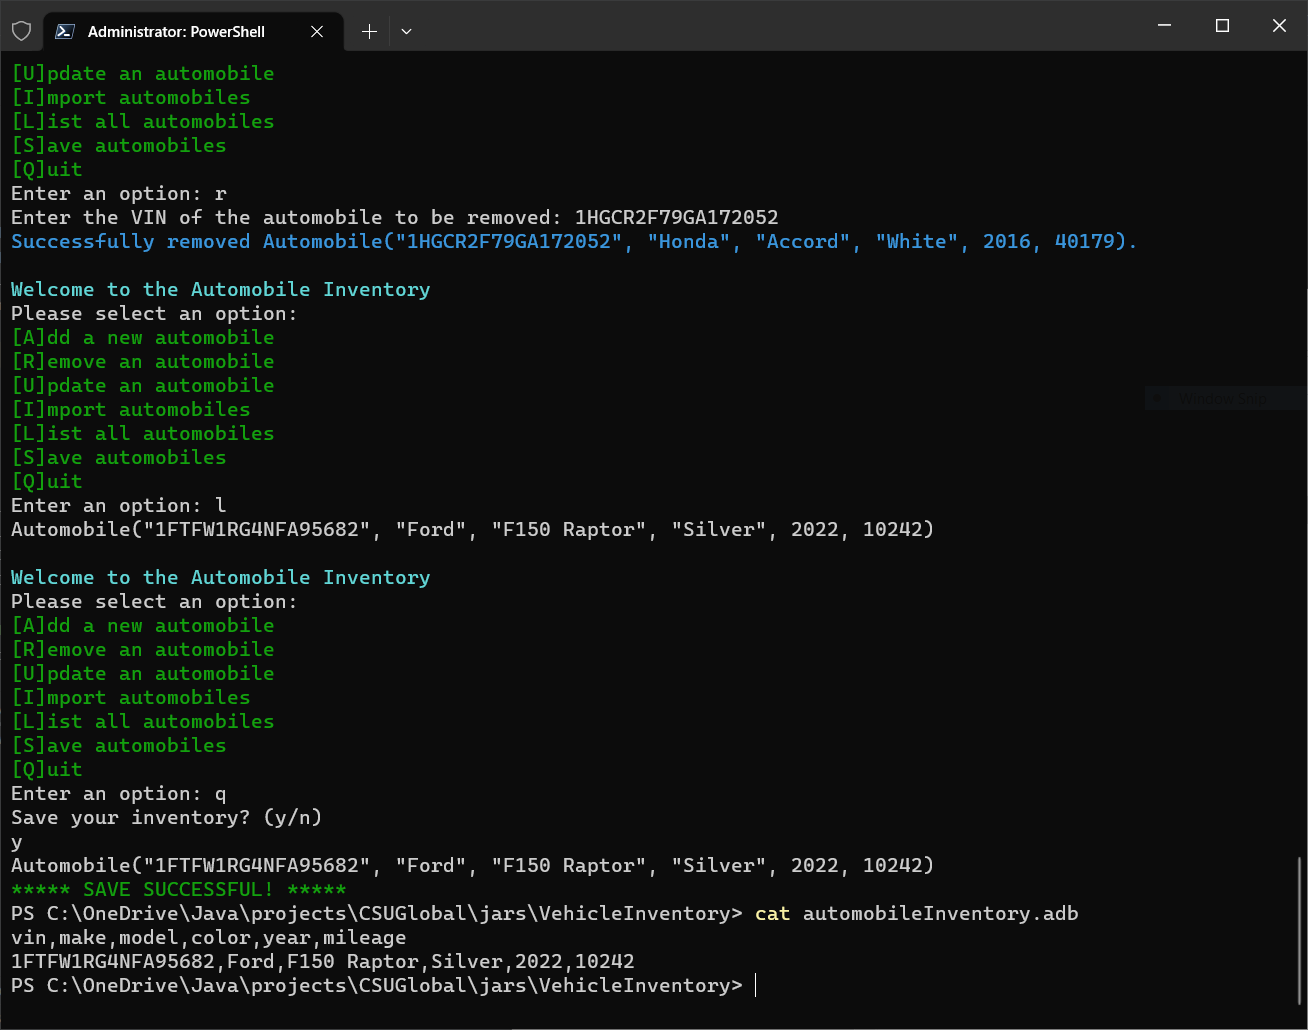 Administrator: PowerShell
[U]pdate an automobile
[I]mport automobiles
[L]ist all automobiles
[S]ave automobiles
[Q]uit
Enter an option: r
Enter the VIN of the automobile to be removed: 1HGCR2F79GA172052
Successfully removed Automobile("1HGCR2F79GA172052", "Honda", "Accord", "White", 2016, 40179).
Welcome to the Automobile Inventory
Please select an option:
[A]dd a new automobile
[R]emove an automobile
[U]pdate an automobile
[I]mport automobiles
Window Snip
[L]ist all automobiles
[S]ave automobiles
[Q]uit
Enter an option: l
Automobile("1FTFW1RG4NFA95682", "Ford", "F150 Raptor", "Silver", 2022, 10242)
Welcome to the Automobile Inventory
Please select an option:
[A]dd a new automobile
[R]emove an automobile
[U]pdate an automobile
[I]mport automobiles
[L]ist all automobiles
[S]ave automobiles
[Q]uit
Enter an option: q
Save your inventory? (y/n)
y
Automobile("1FTFW1RG4NFA95682", "Ford", "F150 Raptor", "Silver", 2022, 10242)
***** SAVE SUCCESSFUL! *****
PS C:\OneDrive\Java\projects\CSUGlobal\jars\VehicleInventory> cat automobileInventory.adb
vin,make,model,color,year,mileage
1FTFW1RG4NFA95682,Ford,F150 Raptor,Silver,2022,10242
PS C:\OneDrive\Java\projects\CSUGlobal\jars\VehicleInventory>